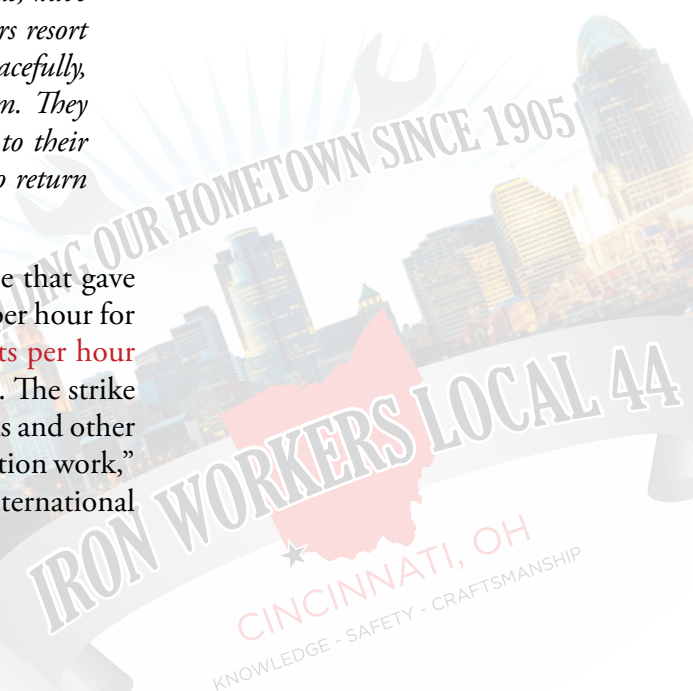 rs resort
acefully,
n. They
to their
o return
e that gave
per hour for
ts per hour
. The strike
s and other
tion work,”
ternational
DING OUR HOMETOWN SINCE 1905
IRON WORKERS LOCAL 44
CINCINNATI, OH
KNOWLEDGE - SAFETY - CRAFTSMANSHIP